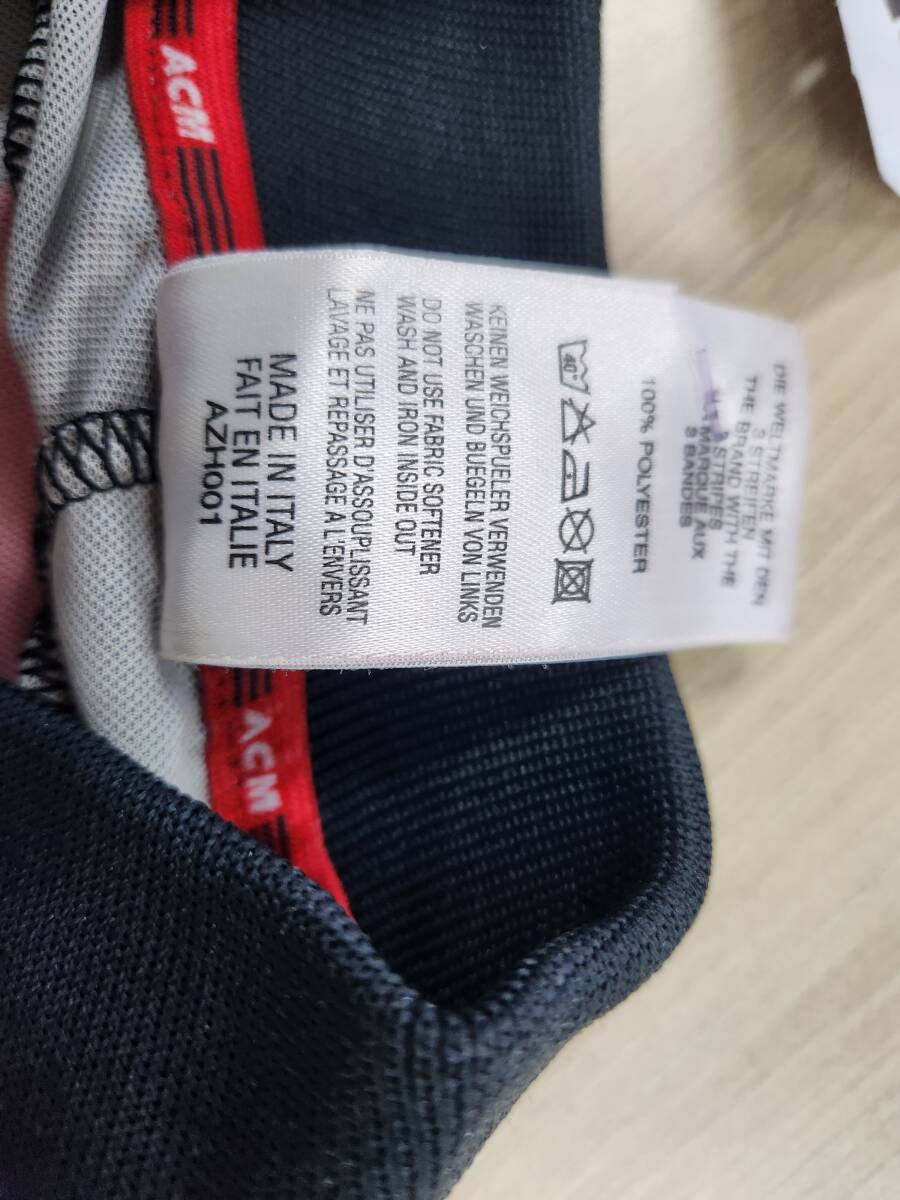 ACM
DIE WELTMARKE MIT DEN
3 STREIFEN
THE BRAND WITH THE
3 STRIPES
MARQUE AUX
3 BANDES
100% POLYESTER
40°
KEINEN WEICHSPUELER VERWENDEN
WASCHEN UND BUEGELN VON LINKS
DO NOT USE FABRIC SOFTENER
WASH AND IRON INSIDE OUT
NE PAS UTILISER D'ASSOUPLISSANT
LAVAGE ET REPASSAGE A L'ENVERS
MADE IN ITALY
FAIT EN ITALIE
AZH001
ACM